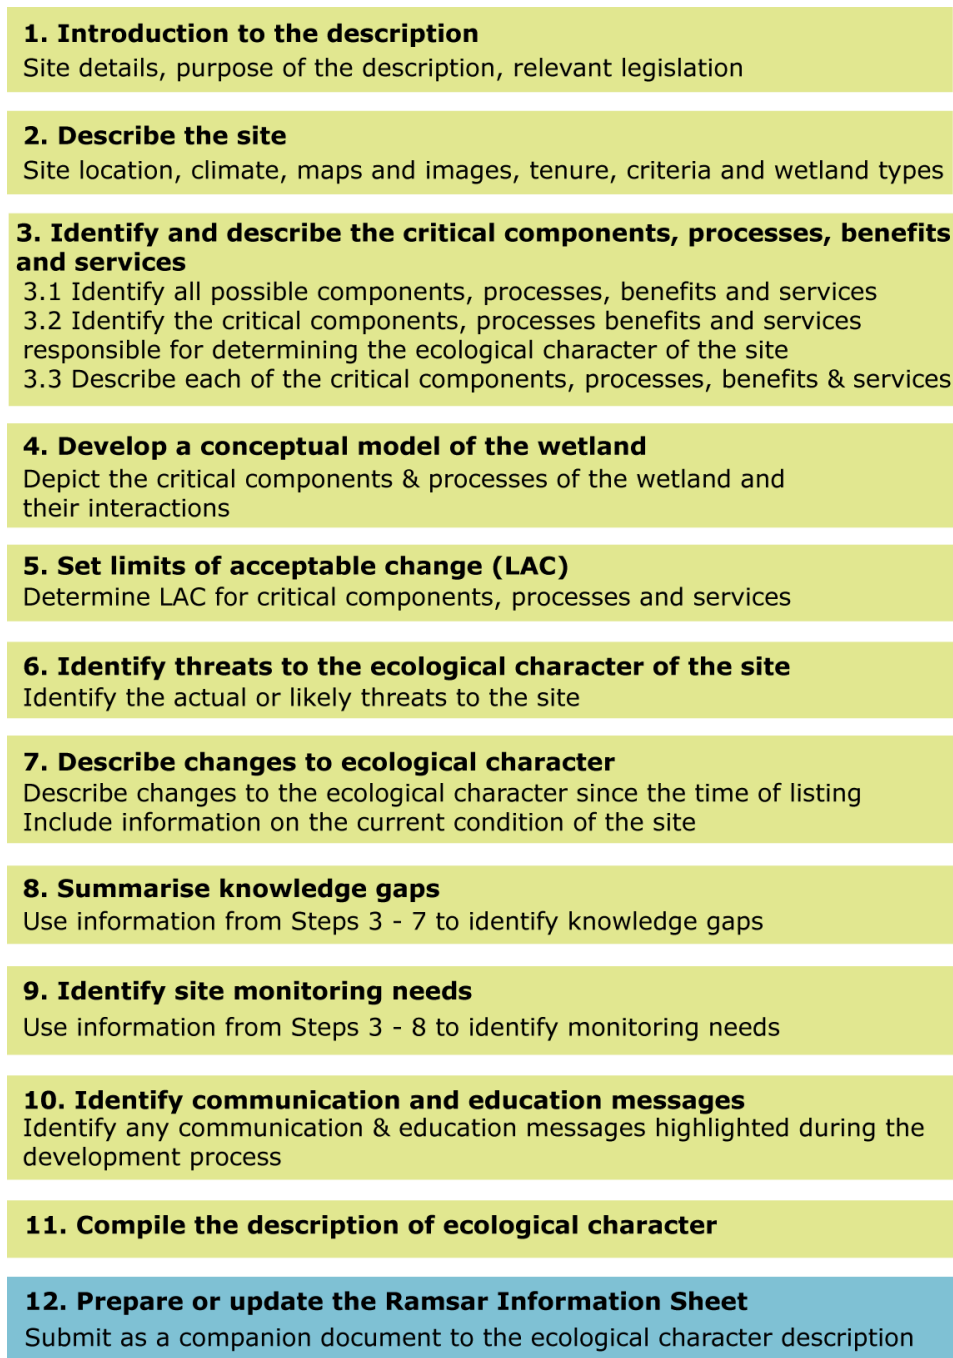 1. Introduction to the description
Site details, purpose of the description, relevant legislation
2. Describe the site
Site location, climate, maps and images, tenure, criteria and wetland types
3. Identify and describe the critical components, processes, benefits
and services
3.1 Identify all possible components, processes, benefits and services
3.2 Identify the critical components, processes benefits and services
responsible for determining the ecological character of the site
3.3 Describe each of the critical components, processes, benefits & services
4. Develop a conceptual model of the wetland
Depict the critical components & processes of the wetland and
their interactions
5. Set limits of acceptable change (LAC)
Determine LAC for critical components, processes and services
6. Identify threats to the ecological character of the site
Identify the actual or likely threats to the site
7. Describe changes to ecological character
Describe changes to the ecological character since the time of listing
Include information on the current condition of the site
8. Summarise knowledge gaps
Use information from Steps 3 - 7 to identify knowledge gaps
9. Identify site monitoring needs
Use information from Steps 3 - 8 to identify monitoring needs
10. Identify communication and education messages
Identify any communication & education messages highlighted during the
development process
11. Compile the description of ecological character
12. Prepare or update the Ramsar Information Sheet
Submit as a companion document to the ecological character description